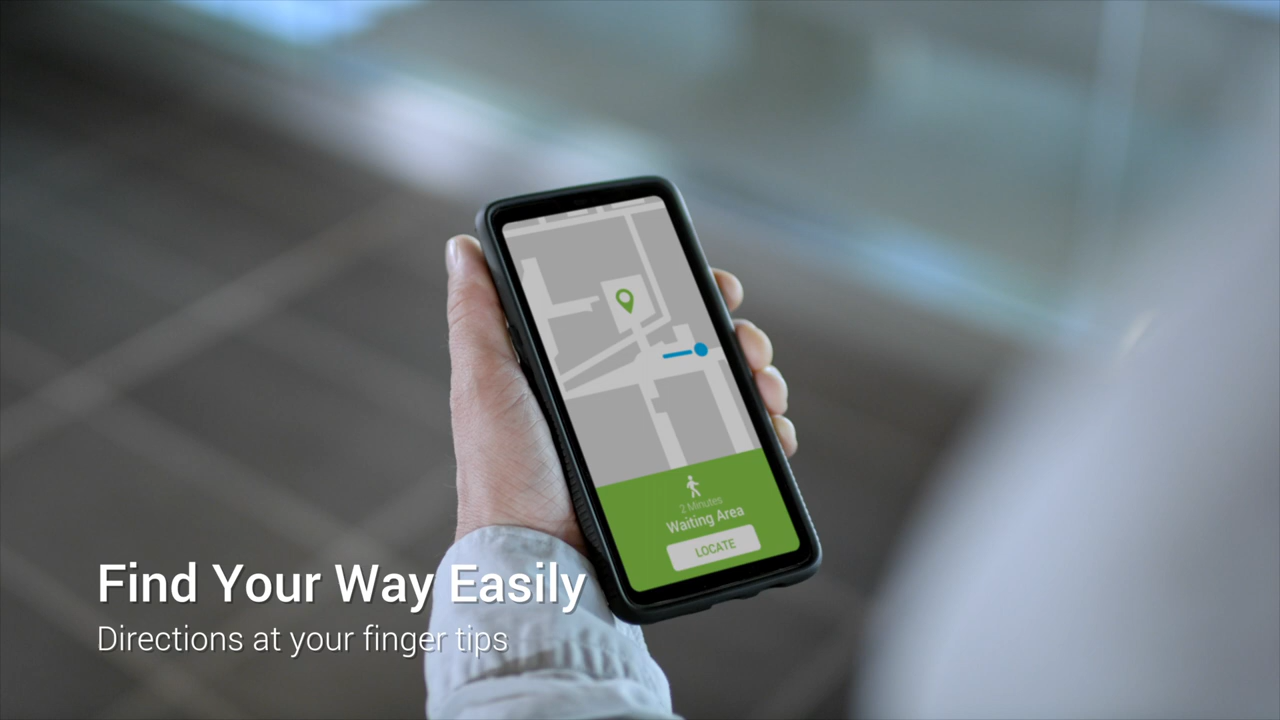 2 Minutes
Waiting Area
LOCATE
Find Your Way Easily
Directions at your finger tips